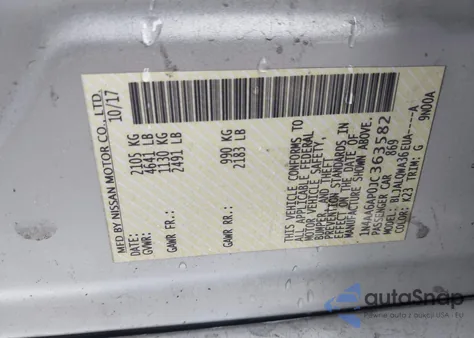 MFD BY NISSAN MOTOR CO., LTD.
DATE: 10/17
GVWR: 2105 KG
4641 LB
GAWR FR.: 1130 KG
2491 LB
GAWR RR.: 990 KG
2183 LB
THIS VEHICLE CONFORMS TO
ALL APPLICABLE FEDERAL
MOTOR VEHICLE SAFETY,
BUMPER, AND THEFT
PREVENTION STANDARDS IN
EFFECT ON THE DATE OF
MANUFACTURE SHOWN ABOVE.
PASSENGER CAR 869
COLOR: K23 TRIM: G
9N00A
autoSnap